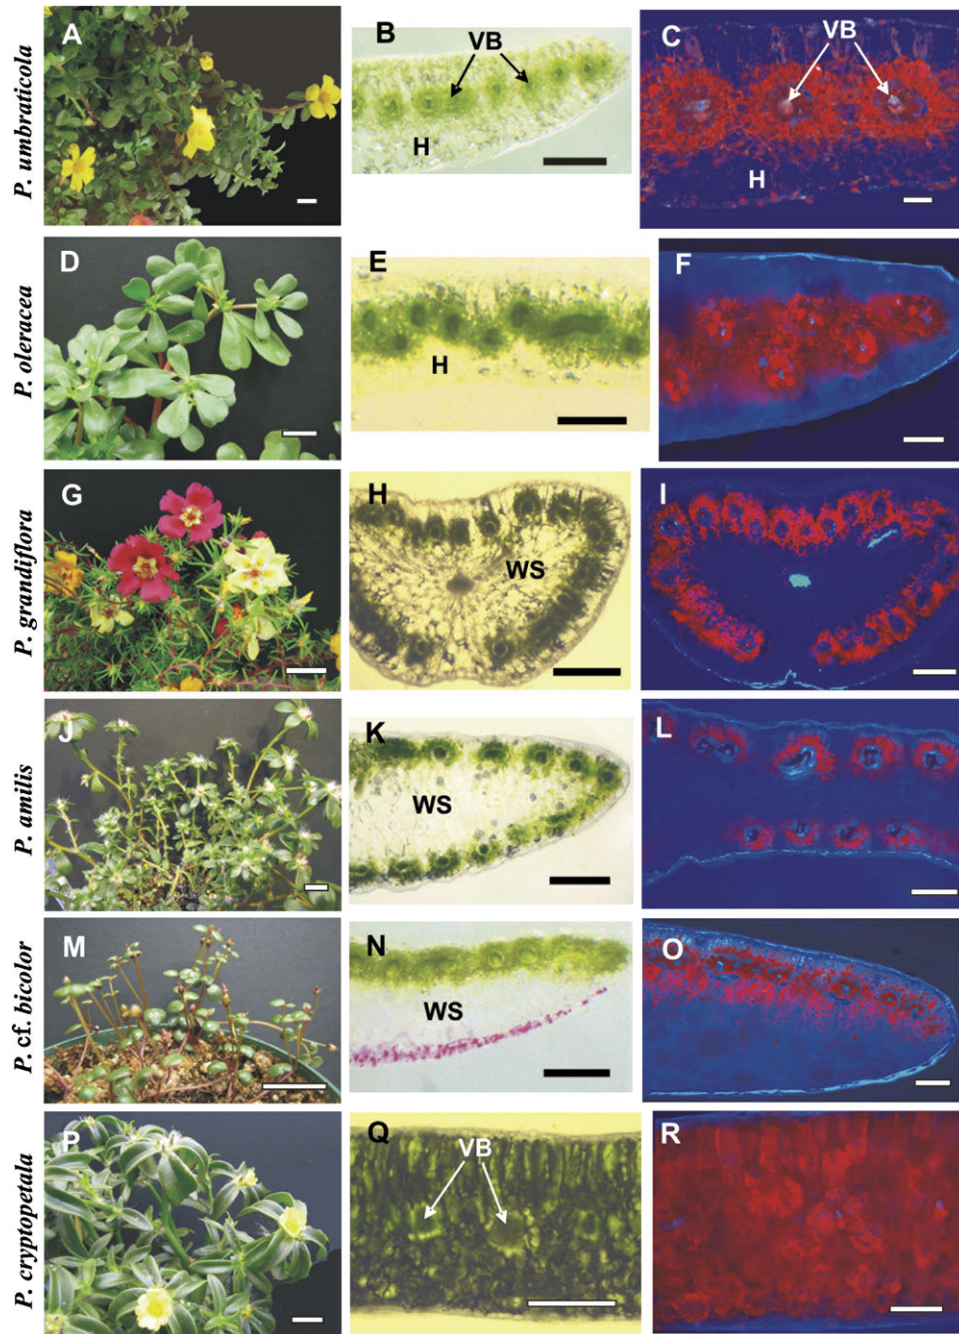 P. umbraticola
A
B
VB
H
C
VB
H
P. oleracea
D
E
H
F
P. grandiflora
G
H
WS
I
P. amilis
J
K
WS
L
P. cf. bicolor
M
N
WS
O
P. cryptopetala
P
Q
VB
R